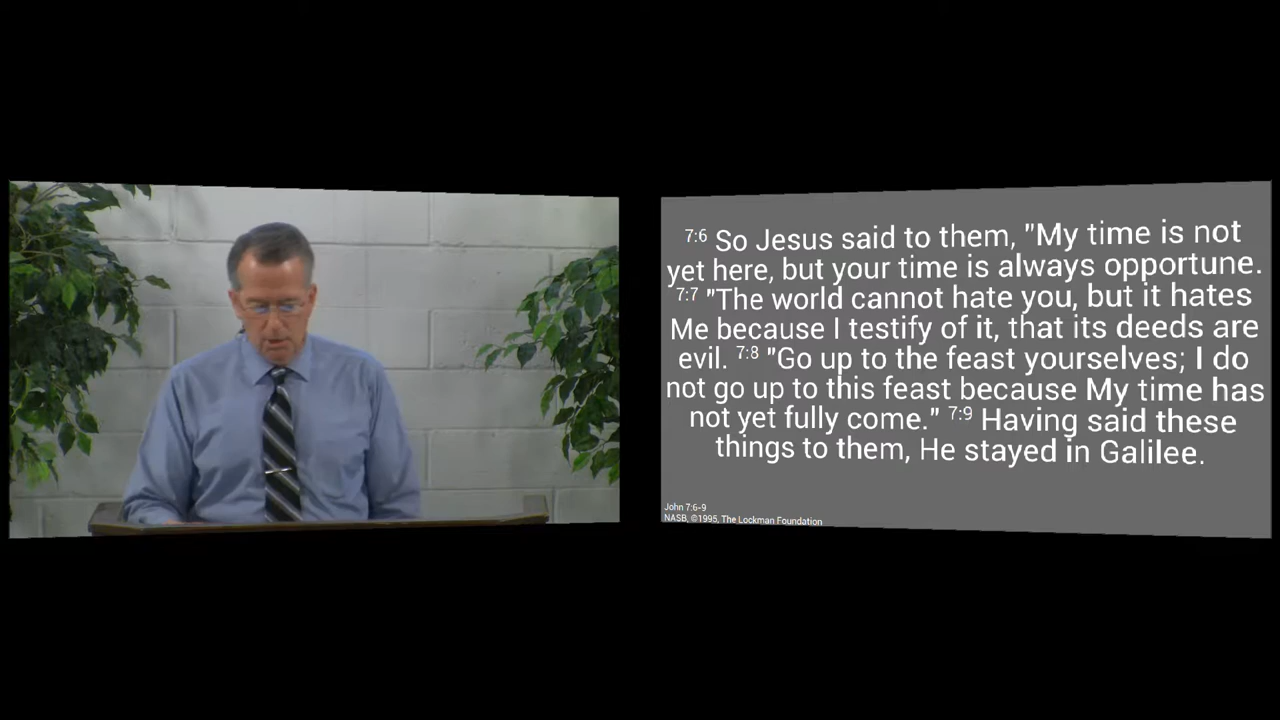 7:6 So Jesus said to them, "My time is not
yet here, but your time is always opportune.
7:7 "The world cannot hate you, but it hates
Me because I testify of it, that its deeds are
evil. 7:8 "Go up to the feast yourselves; I do
not go up to this feast because My time has
not yet fully come." 7:9 Having said these
things to them, He stayed in Galilee.
John 7:6-9
NASB, ©1995, The Lockman Foundation